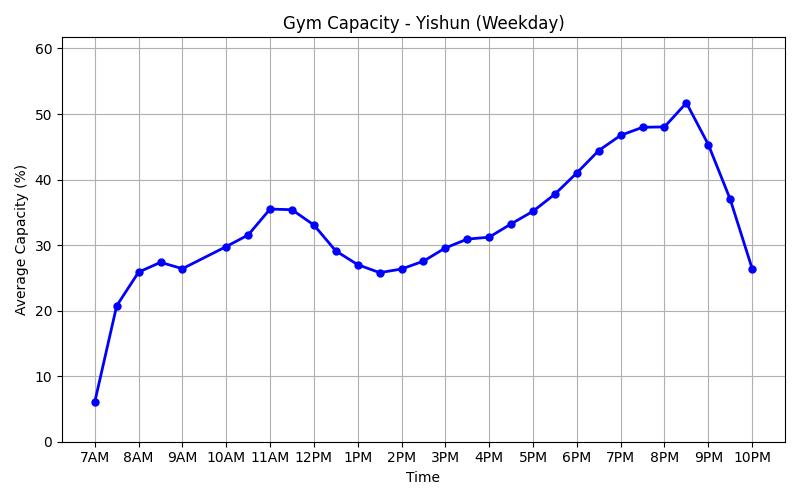 Gym Capacity - Yishun (Weekday)
Average Capacity (%)
60
50
40
30
20
10
0
7AM 8AM 9AM 10AM 11AM 12PM 1PM 2PM 3PM 4PM 5PM 6PM 7PM 8PM 9PM 10PM
Time